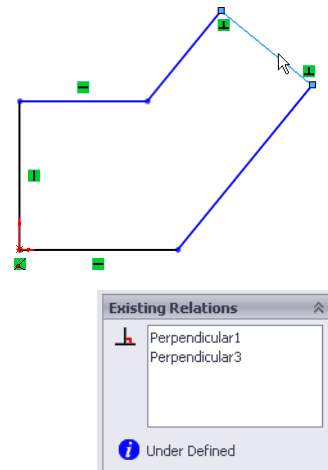 Existing Relations
Perpendicular1
Perpendicular3
Under Defined